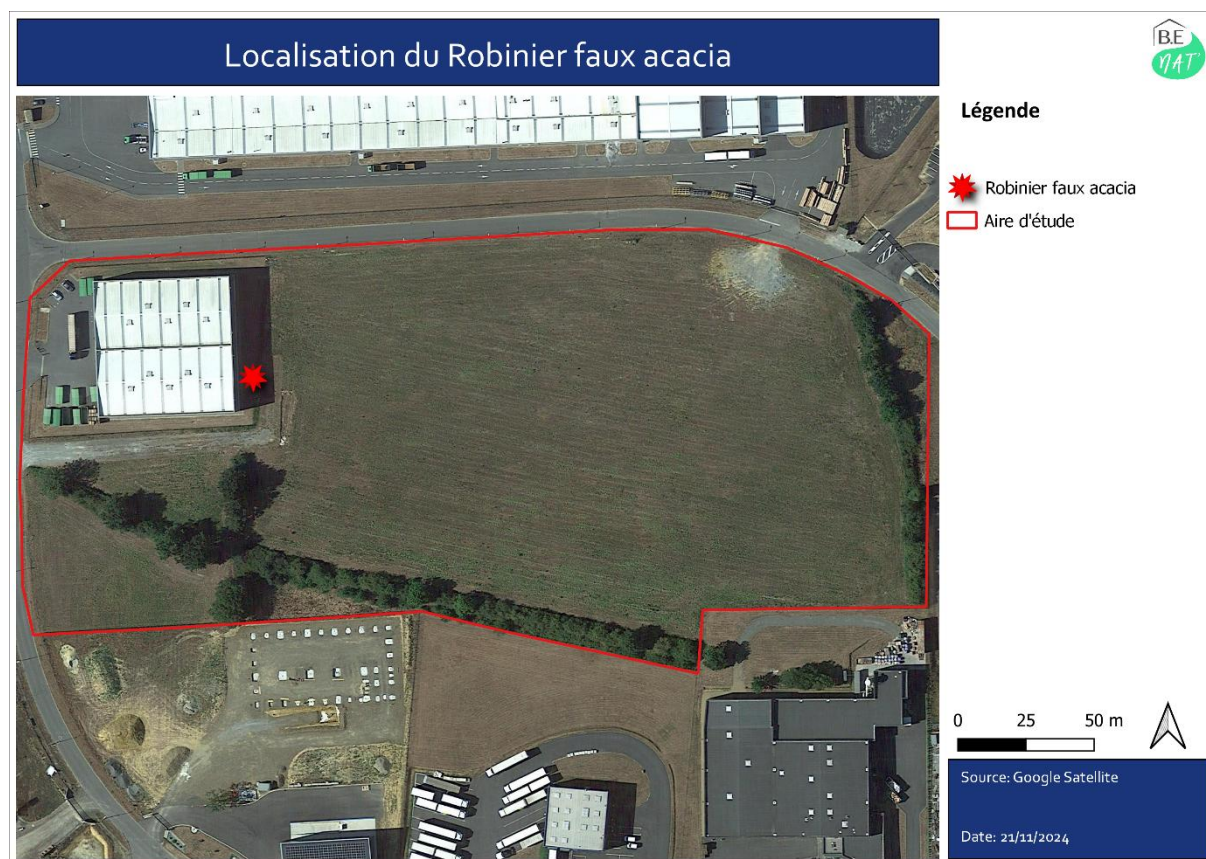 Localisation du Robinier faux acacia
B.E
NAT'
Légende
Robinier faux acacia
Aire d'étude
0 25 50 m
Source: Google Satellite
Date: 21/11/2024